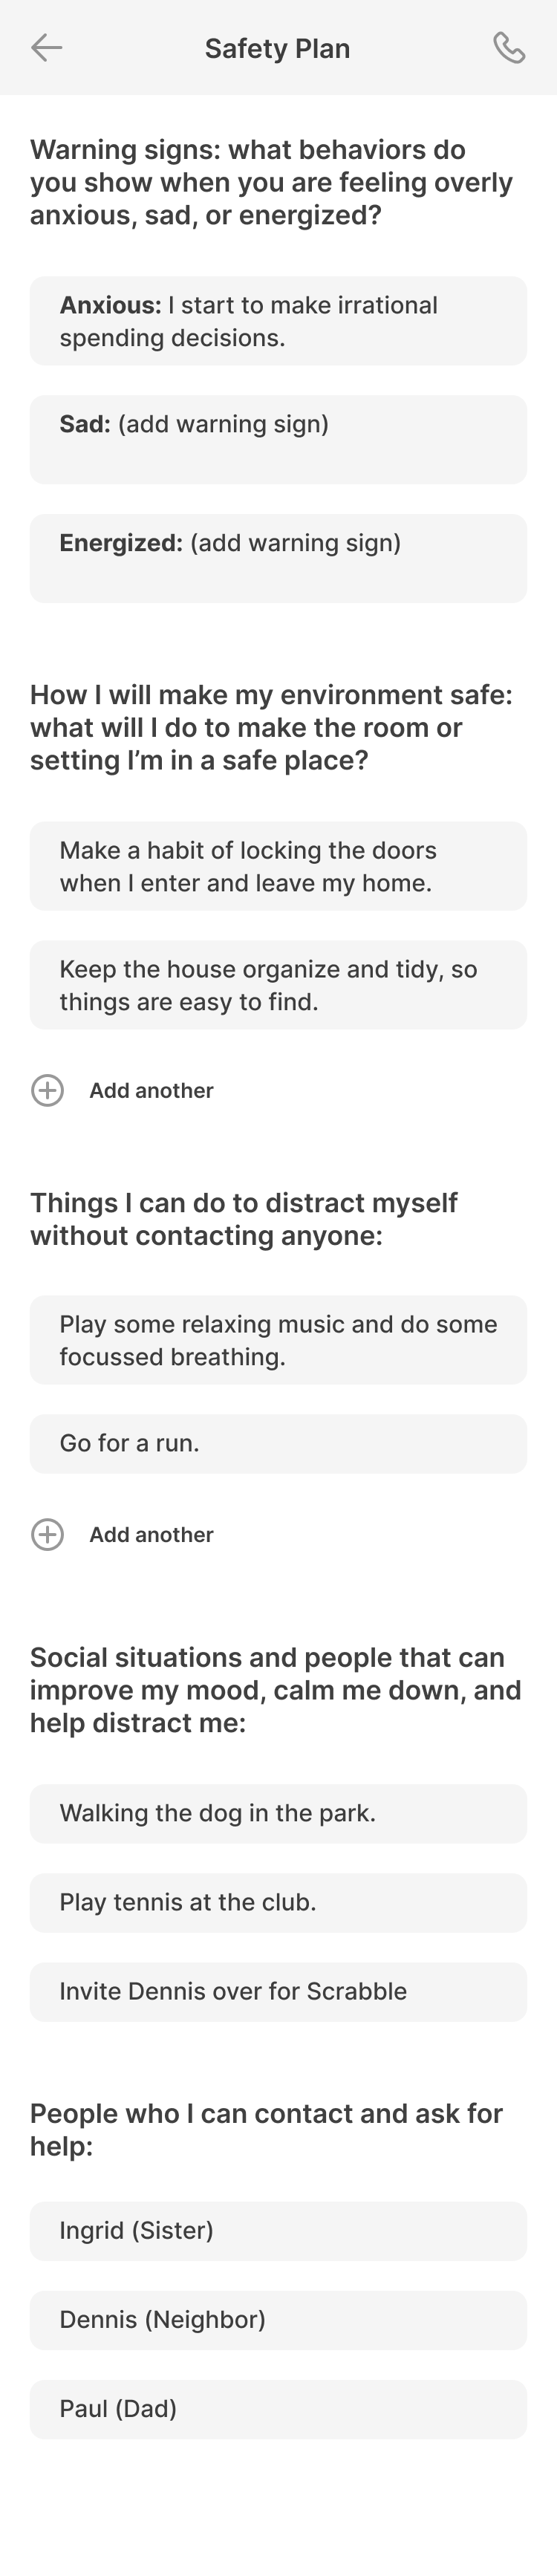 Safety Plan
Warning signs: what behaviors do
you show when you are feeling overly
anxious, sad, or energized?
Anxious: I start to make irrational
spending decisions.
Sad: (add warning sign)
Energized: (add warning sign)
How I will make my environment safe:
what will I do to make the room or
setting I’m in a safe place?
Make a habit of locking the doors
when I enter and leave my home.
Keep the house organize and tidy, so
things are easy to find.
Add another
Things I can do to distract myself
without contacting anyone:
Play some relaxing music and do some
focussed breathing.
Go for a run.
Add another
Social situations and people that can
improve my mood, calm me down, and
help distract me:
Walking the dog in the park.
Play tennis at the club.
Invite Dennis over for Scrabble
People who I can contact and ask for
help:
Ingrid (Sister)
Dennis (Neighbor)
Paul (Dad)